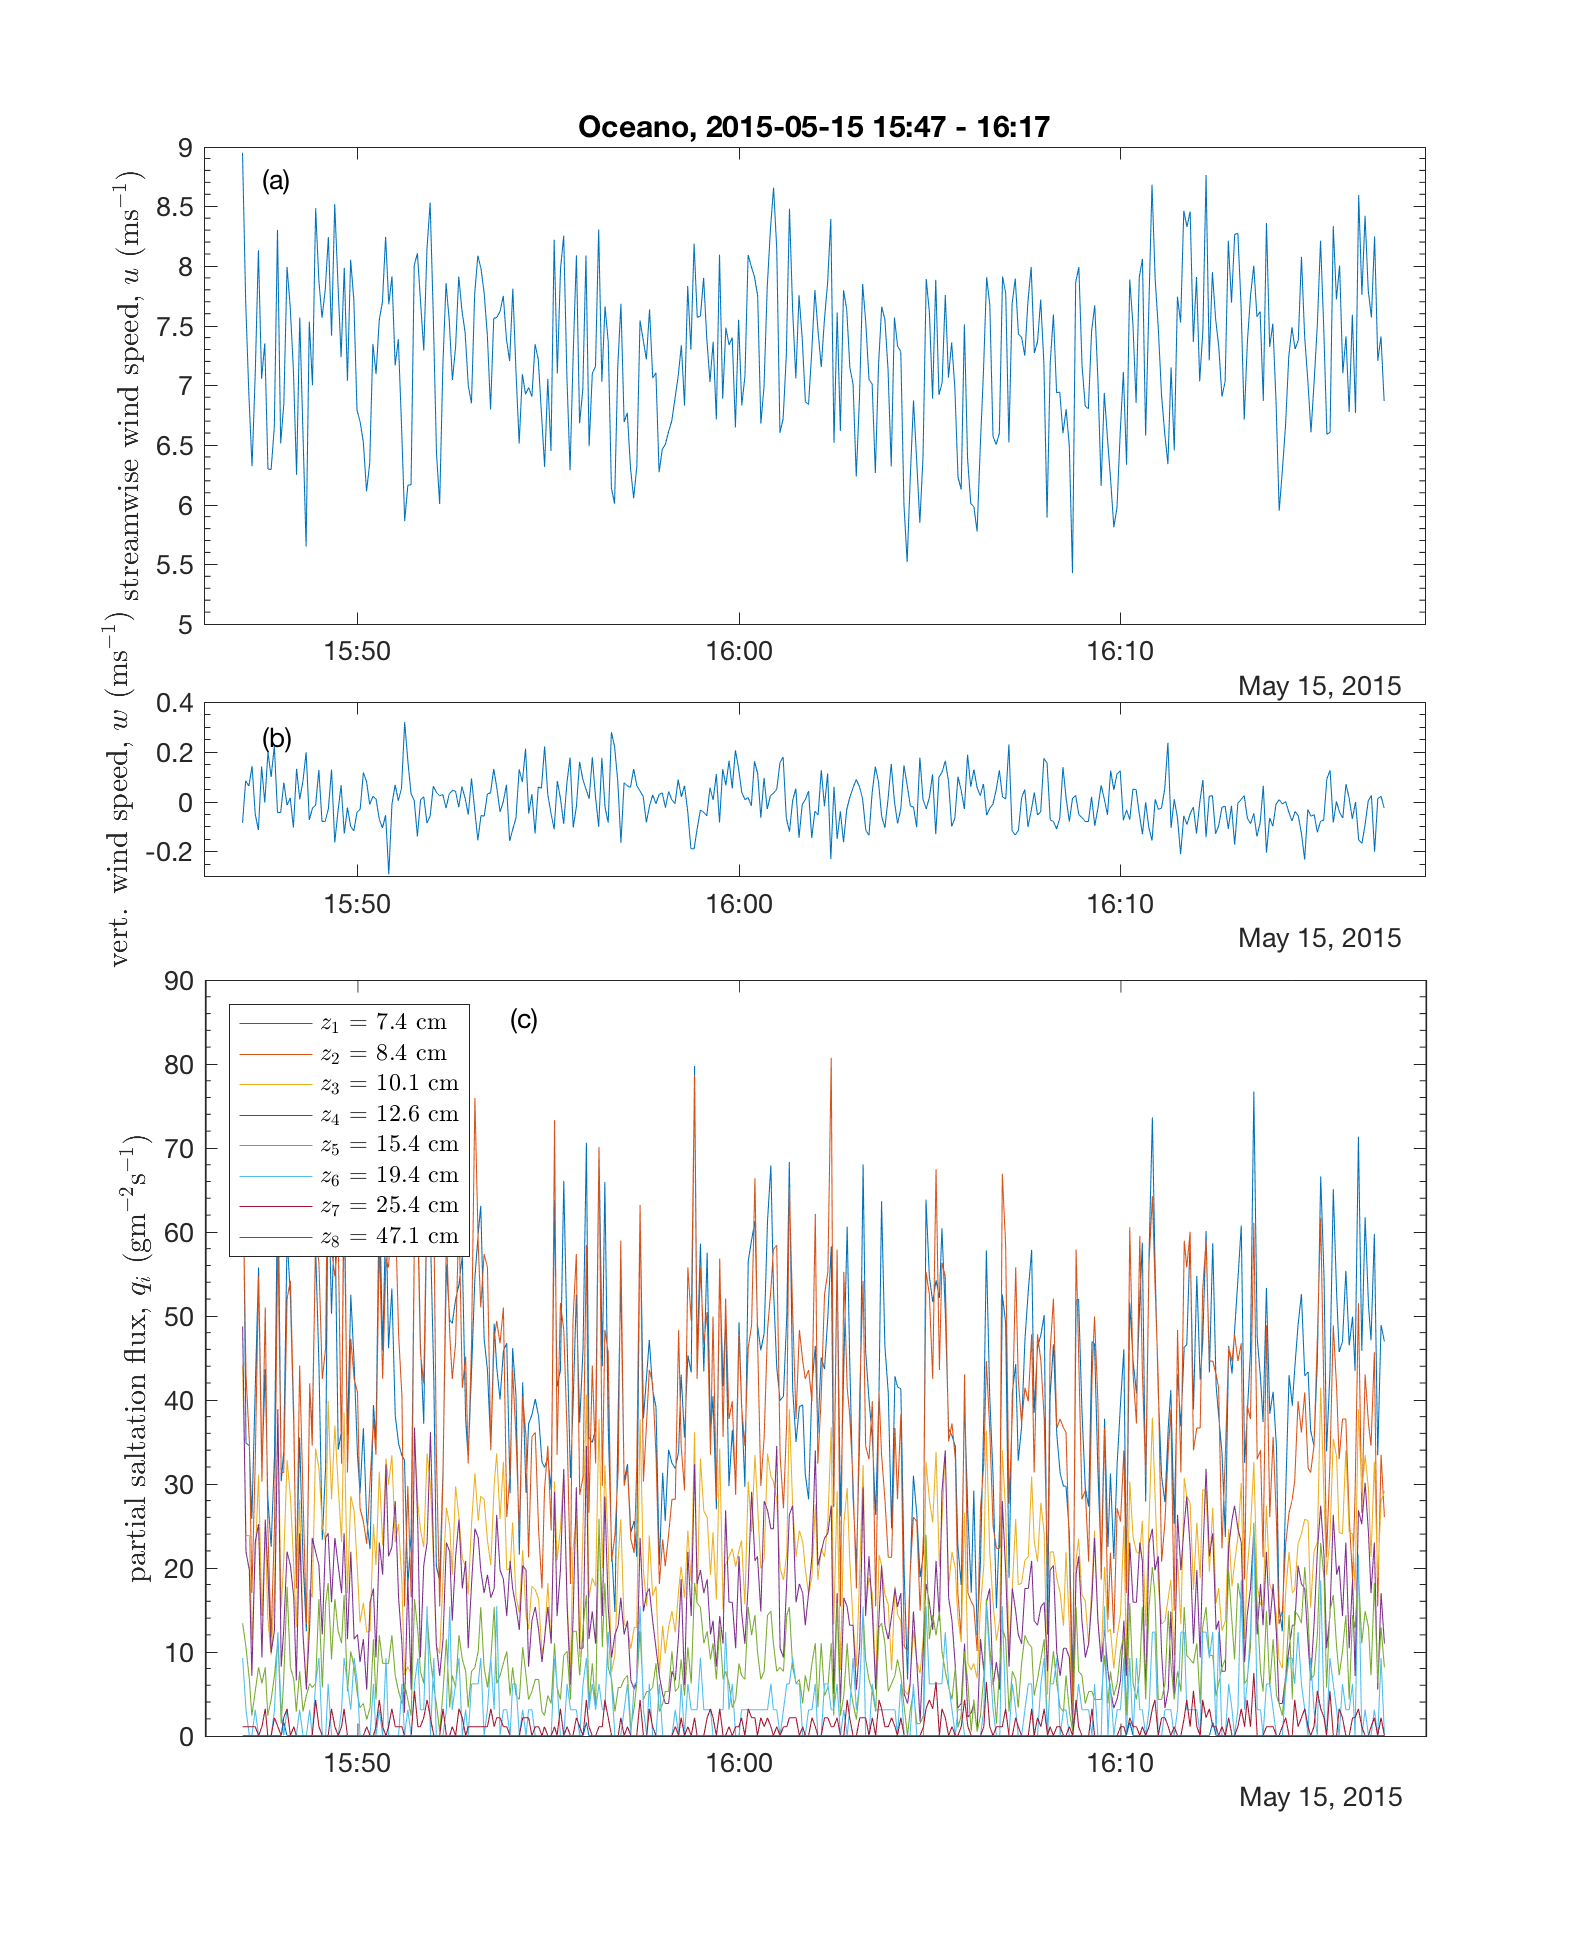 Oceano, 2015-05-15 15:47 - 16:17
(a)
streamwise wind speed, u (ms⁻¹)
9
8.5
8
7.5
7
6.5
6
5.5
5
15:50 16:00 16:10
May 15, 2015
(b)
vert. wind speed, w (ms⁻¹)
0.4
0.2
0
-0.2
15:50 16:00 16:10
May 15, 2015
(c)
partial saltation flux, qᵢ (gm⁻²s⁻¹)
90
80
70
60
50
40
30
20
10
0
z₁ = 7.4 cm
z₂ = 8.4 cm
z₃ = 10.1 cm
z₄ = 12.6 cm
z₅ = 15.4 cm
z₆ = 19.4 cm
z₇ = 25.4 cm
z₈ = 47.1 cm
15:50 16:00 16:10
May 15, 2015